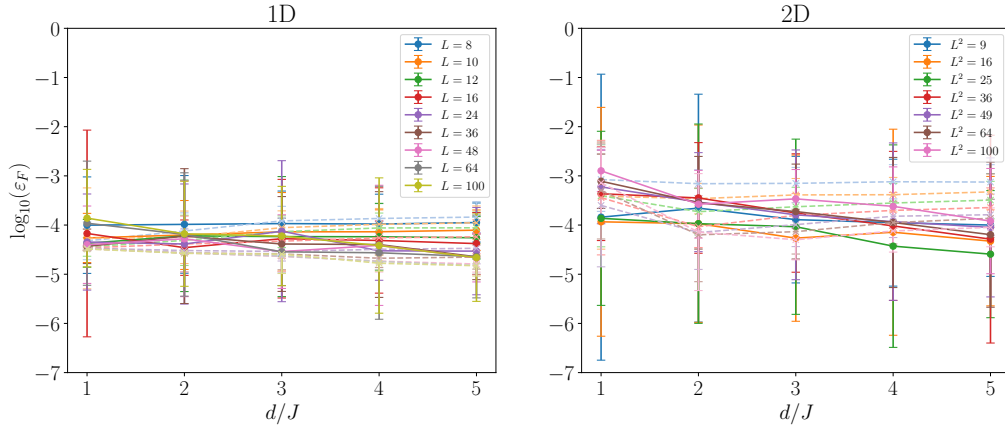 1D
0
−1
−2
−3
−4
−5
−6
−7
log₁₀(ε_F)
1 2 3 4 5
d/J
L = 8
L = 10
L = 12
L = 16
L = 24
L = 36
L = 48
L = 64
L = 100
2D
0
−1
−2
−3
−4
−5
−6
−7
1 2 3 4 5
d/J
L² = 9
L² = 16
L² = 25
L² = 36
L² = 49
L² = 64
L² = 100